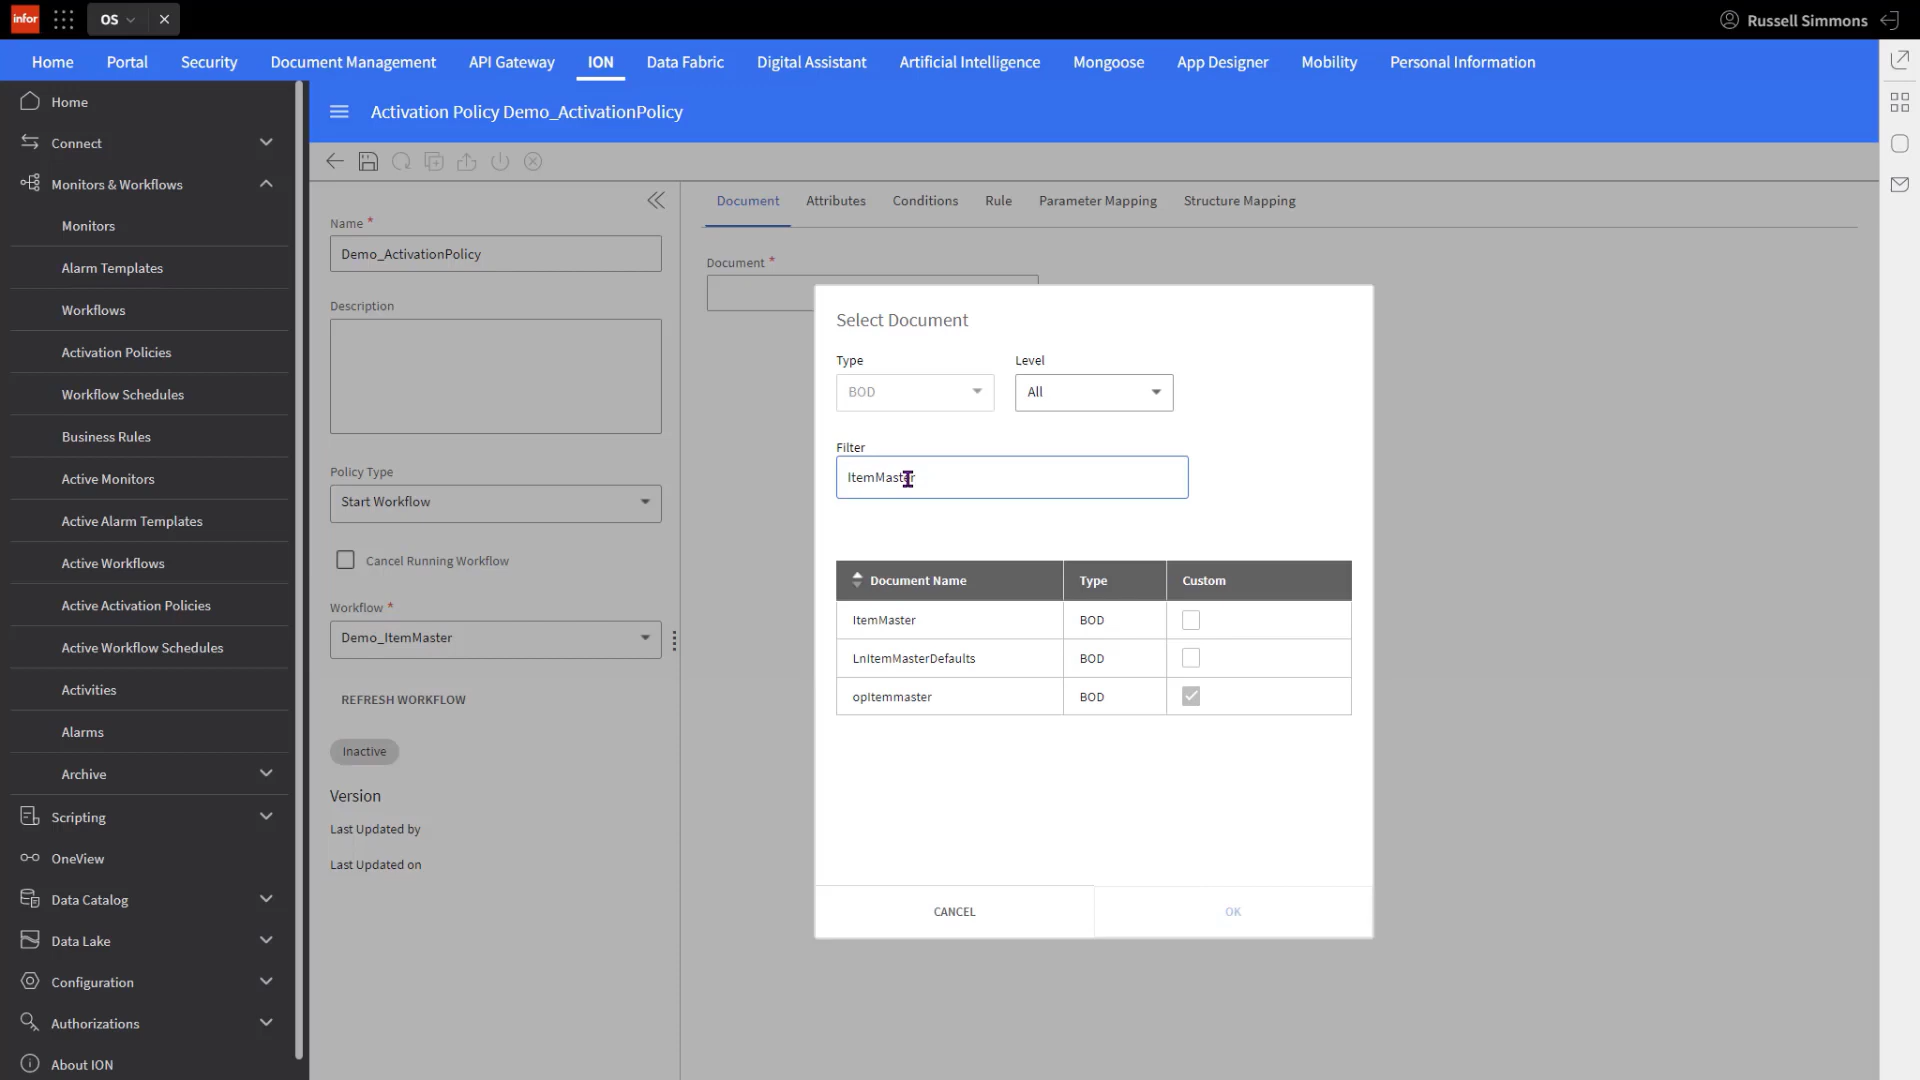 infor
OS
Russell Simmons
Home
Portal
Security
Document Management
API Gateway
ION
Data Fabric
Digital Assistant
Artificial Intelligence
Mongoose
App Designer
Mobility
Personal Information
Activation Policy Demo_ActivationPolicy
Home
Connect
Monitors & Workflows
Monitors
Alarm Templates
Workflows
Activation Policies
Workflow Schedules
Business Rules
Active Monitors
Active Alarm Templates
Active Workflows
Active Activation Policies
Active Workflow Schedules
Activities
Alarms
Archive
Scripting
OneView
Data Catalog
Data Lake
Configuration
Authorizations
About ION
Name *
Demo_ActivationPolicy
Description
Policy Type
Start Workflow
Cancel Running Workflow
Workflow *
Demo_ItemMaster
REFRESH WORKFLOW
Inactive
Version
Last Updated by
Last Updated on
Document
Attributes
Conditions
Rule
Parameter Mapping
Structure Mapping
Document *
Select Document
Type
Level
BOD
All
Filter
ItemMaster
Document Name
Type
Custom
ItemMaster
BOD
LnItemMasterDefaults
BOD
opItemmaster
BOD
CANCEL
OK